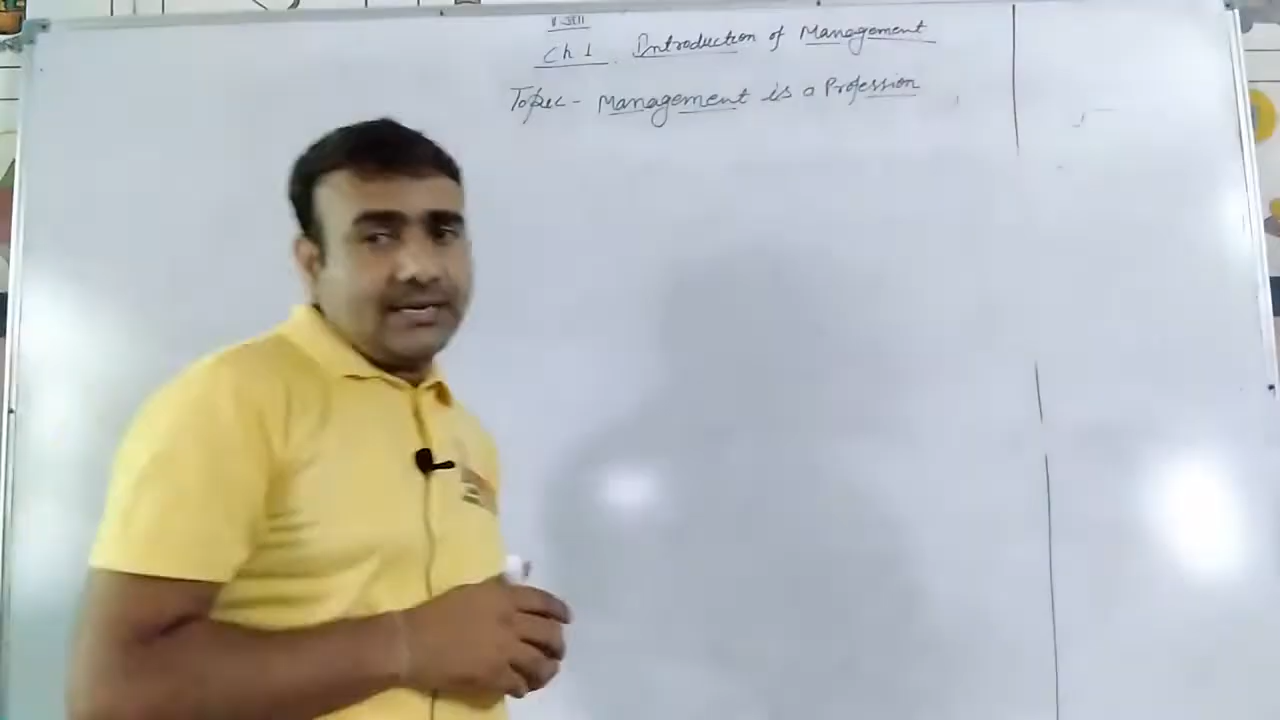 Ch 1. Introduction of Management
Topic - Management is a Profession